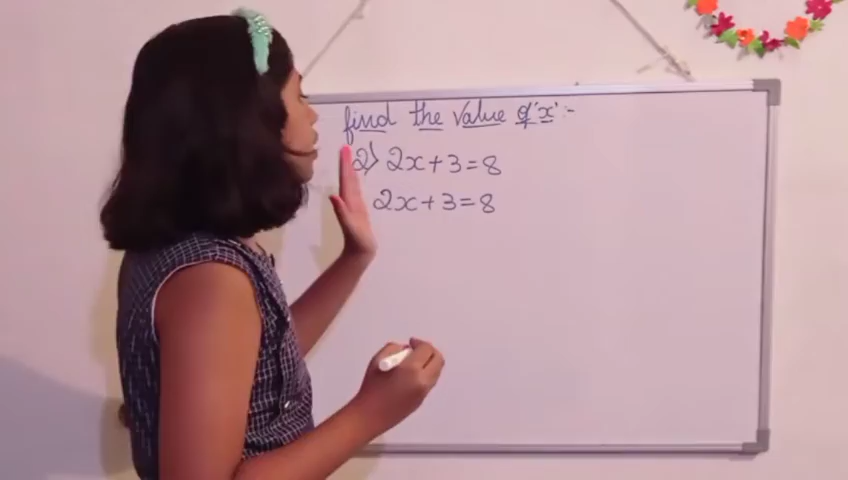 find the value of 'x' :-
2) 2x+3=8
2x+3=8